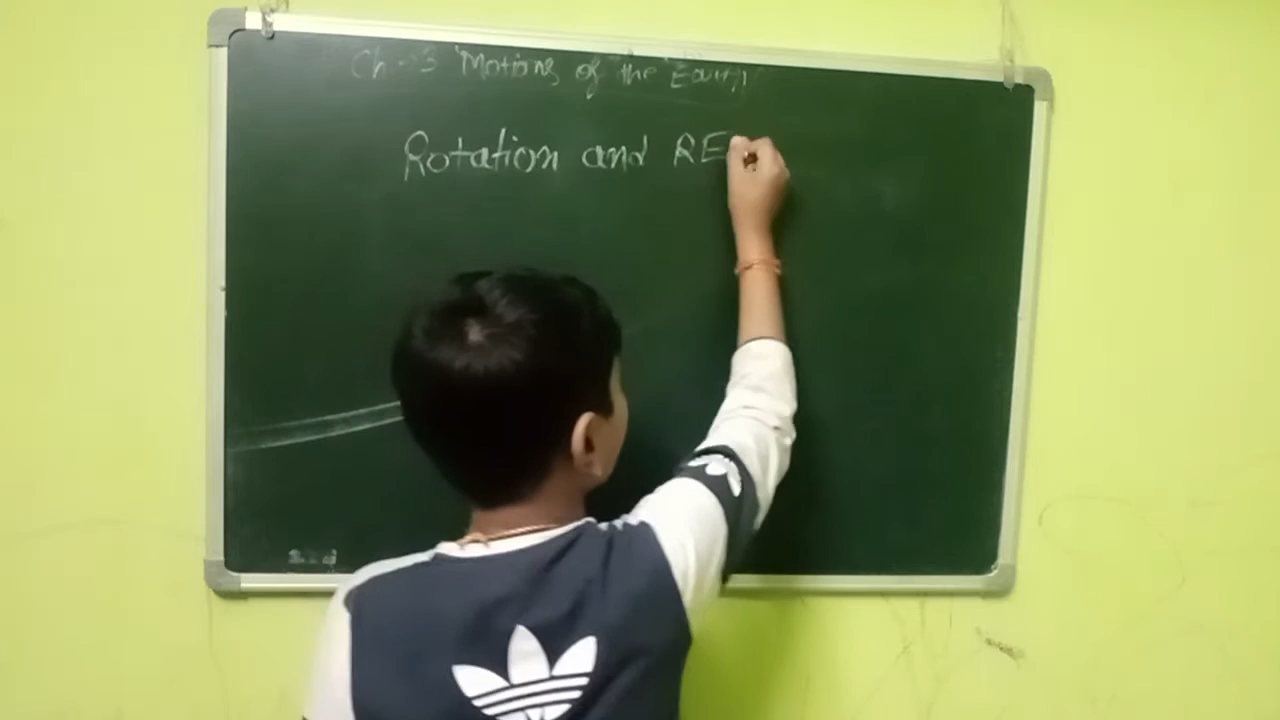 Ch-3 'Motions of the Earth'
Rotation and RE